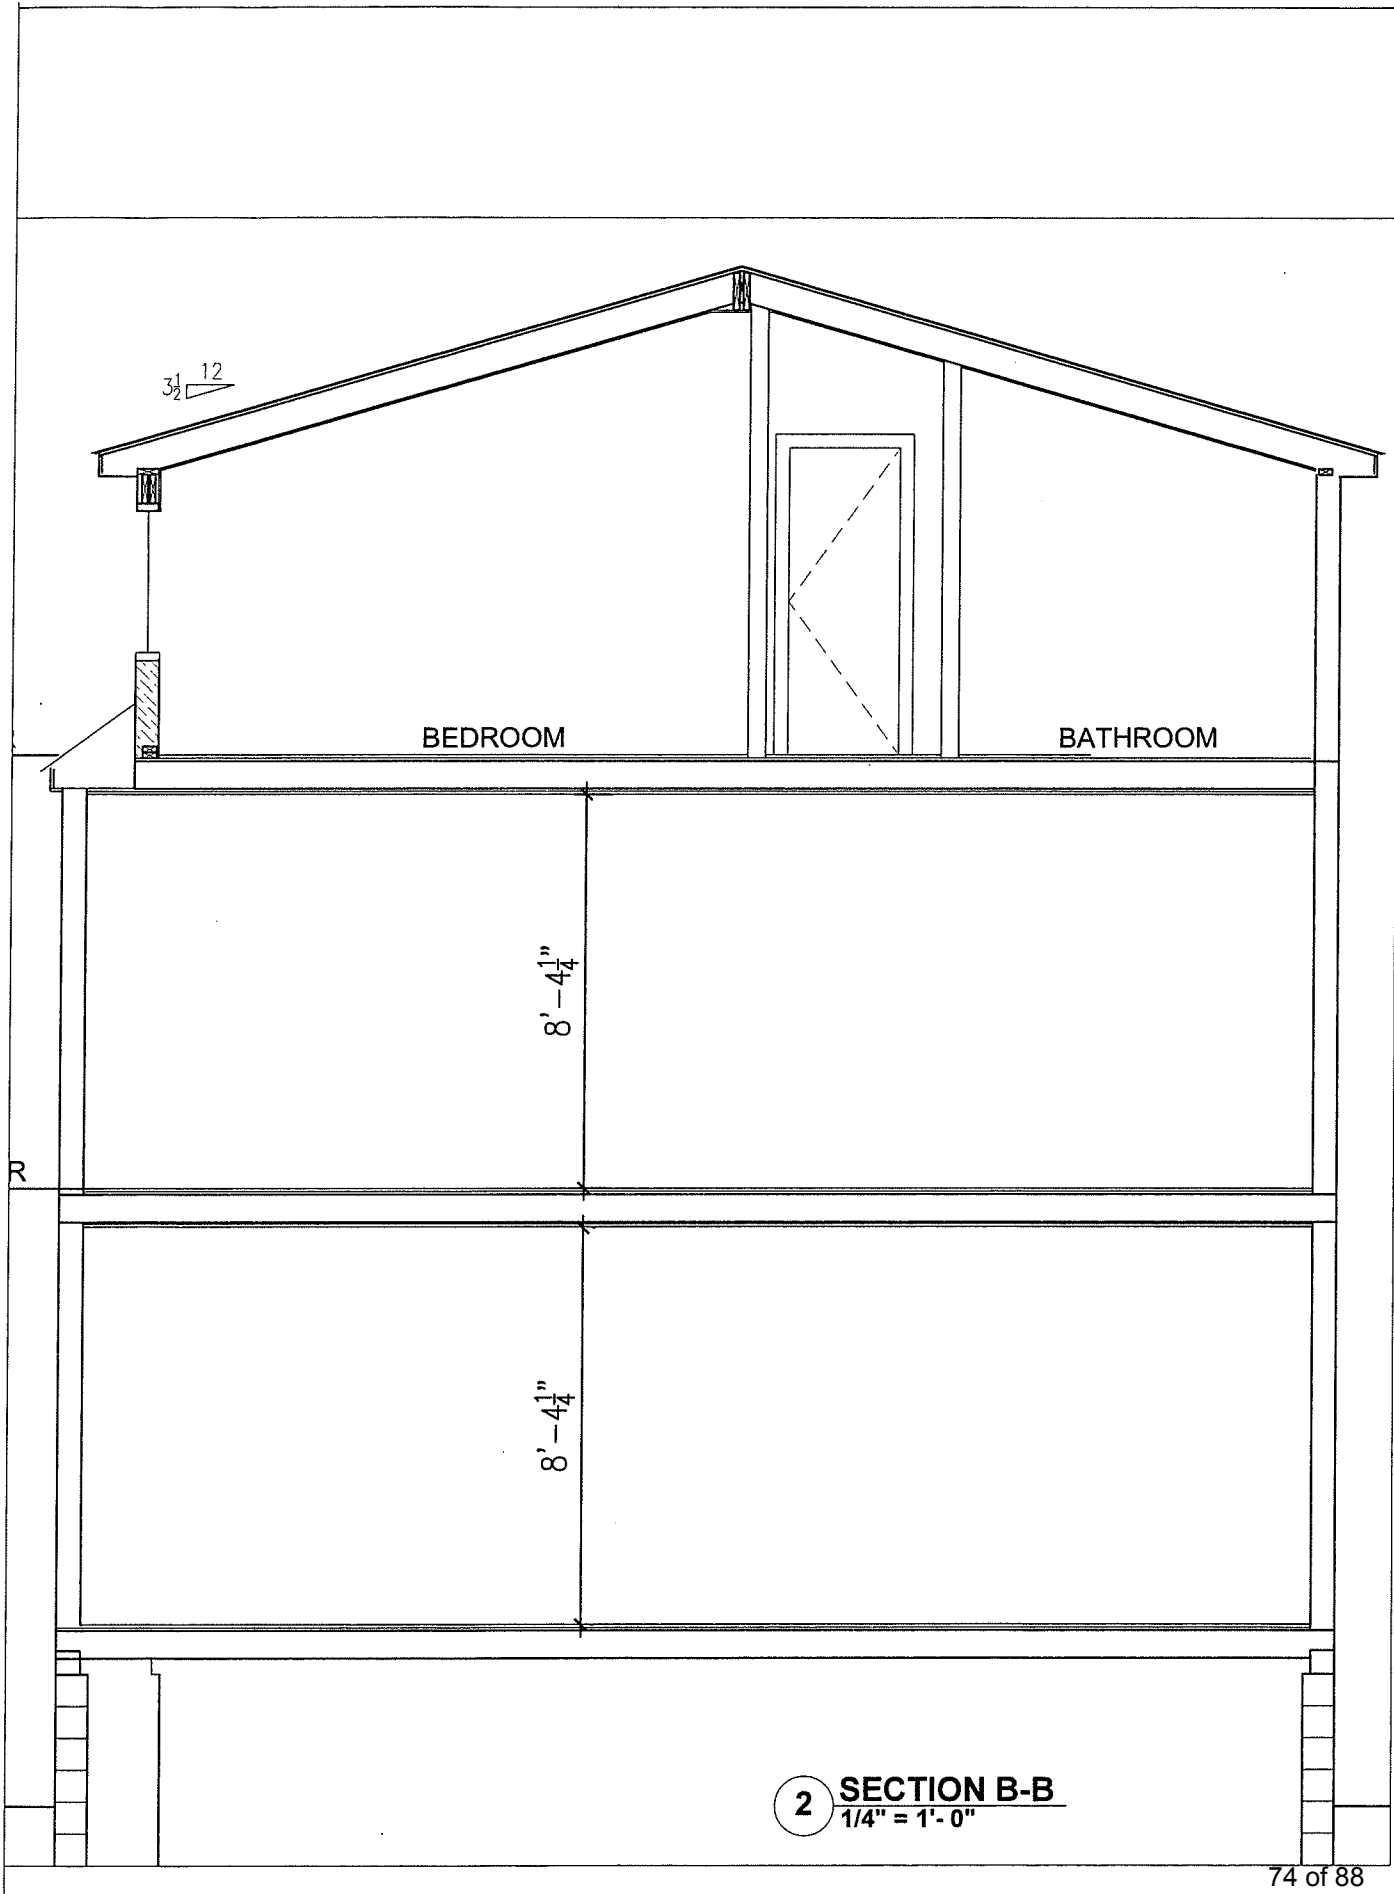 12
3½
BEDROOM
BATHROOM
8'-4¼"
R
8'-4¼"
2
SECTION B-B
1/4" = 1'- 0"
74 of 88